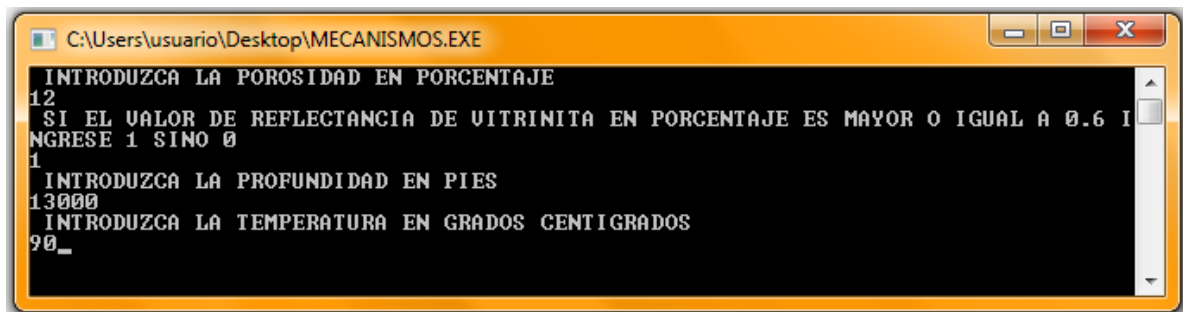 C:\Users\usuario\Desktop\MECANISMOS.EXE
INTRODUZCA LA POROSIDAD EN PORCENTAJE
12
SI EL VALOR DE REFLECTANCIA DE VITRINITA EN PORCENTAJE ES MAYOR O IGUAL A 0.6 I
NGRESE 1 SINO 0
1
INTRODUZCA LA PROFUNDIDAD EN PIES
13000
INTRODUZCA LA TEMPERATURA EN GRADOS CENTIGRADOS
90_